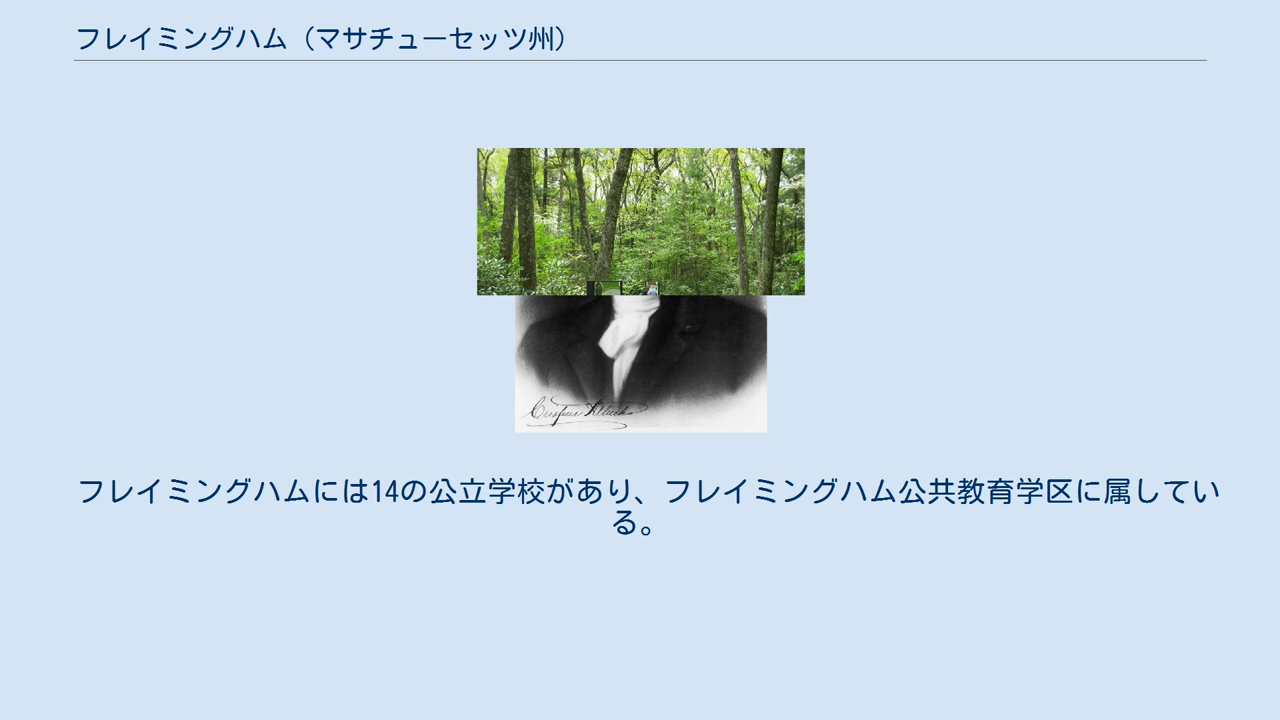 フレイミングハム（マサチューセッツ州）
Crispus Attucks
フレイミングハムには14の公立学校があり、フレイミングハム公共教育学区に属してい
る。